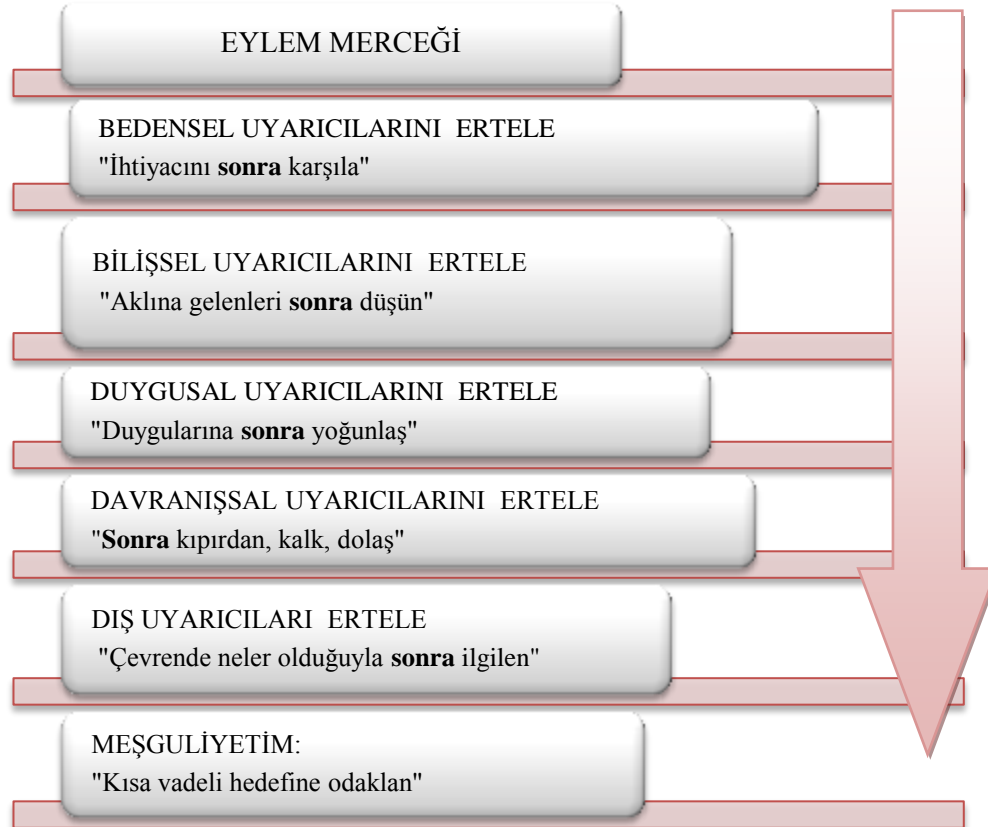 EYLEM MERCEĞİ
BEDENSEL UYARICILARINI ERTELE
"İhtiyacını sonra karşıla"
BİLİŞSEL UYARICILARINI ERTELE
"Aklına gelenleri sonra düşün"
DUYGUSAL UYARICILARINI ERTELE
"Duygularına sonra yoğunlaş"
DAVRANIŞSAL UYARICILARINI ERTELE
"Sonra kıpırdan, kalk, dolaş"
DIŞ UYARICILARI ERTELE
"Çevrende neler olduğuyla sonra ilgilen"
MEŞGULİYETİM:
"Kısa vadeli hedefine odaklan"